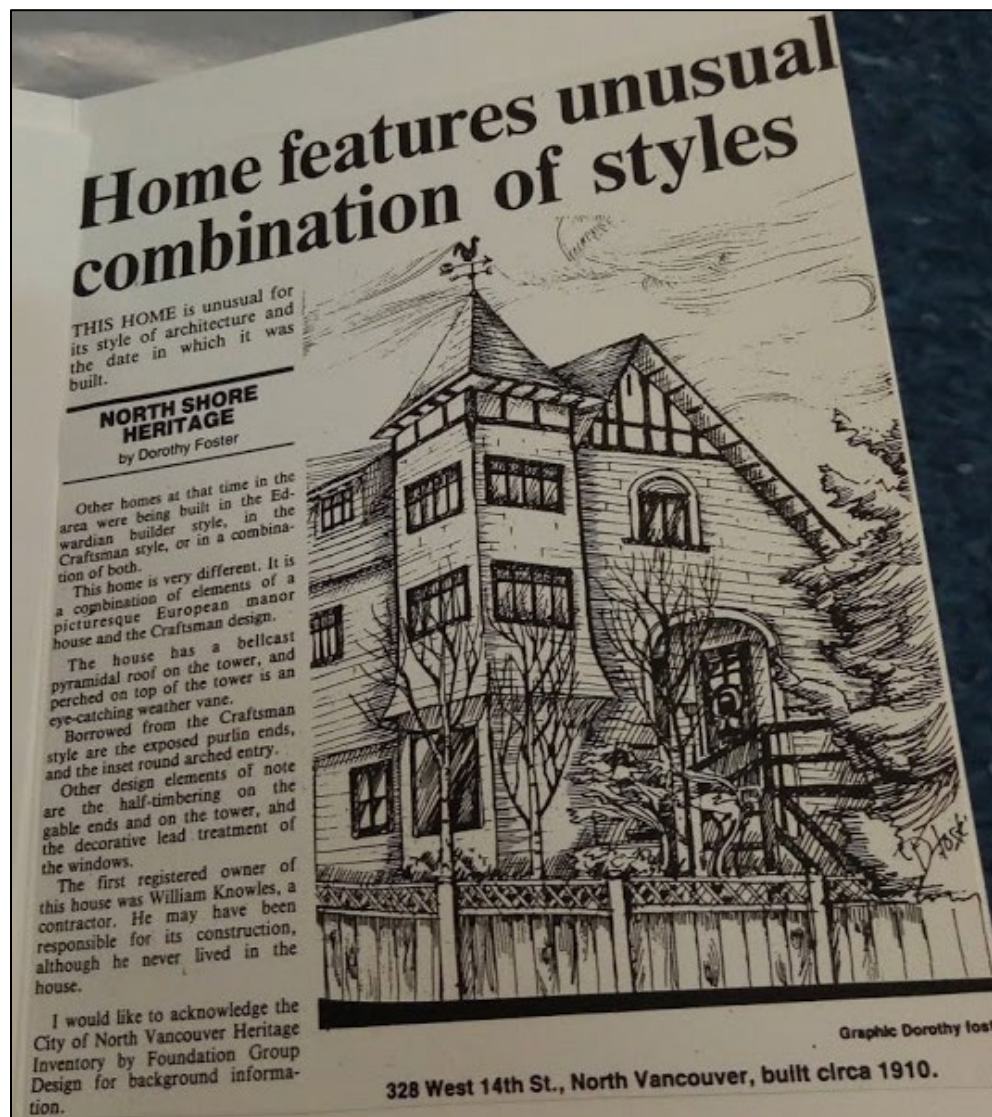 Home features unusual
combination of styles
THIS HOME is unusual for
its style of architecture and
the date in which it was
built.
NORTH SHORE
HERITAGE
by Dorothy Foster
Other homes at that time in the
area were being built in the Ed-
wardian builder style, in the
Craftsman style, or in a combina-
tion of both.
This home is very different. It is
a combination of elements of a
picturesque European manor
house and the Craftsman design.
The house has a bellcast
pyramidal roof on the tower, and
perched on top of the tower is an
eye-catching weather vane.
Borrowed from the Craftsman
style are the exposed purlin ends,
and the inset round arched entry.
Other design elements of note
are the half-timbering on the
gable ends and on the tower, and
the decorative lead treatment of
the windows.
The first registered owner of
this house was William Knowles, a
contractor. He may have been
responsible for its construction,
although he never lived in the
house.
I would like to acknowledge the
City of North Vancouver Heritage
Inventory by Foundation Group
Design for background informa-
tion.
Graphic Dorothy fost
328 West 14th St., North Vancouver, built circa 1910.